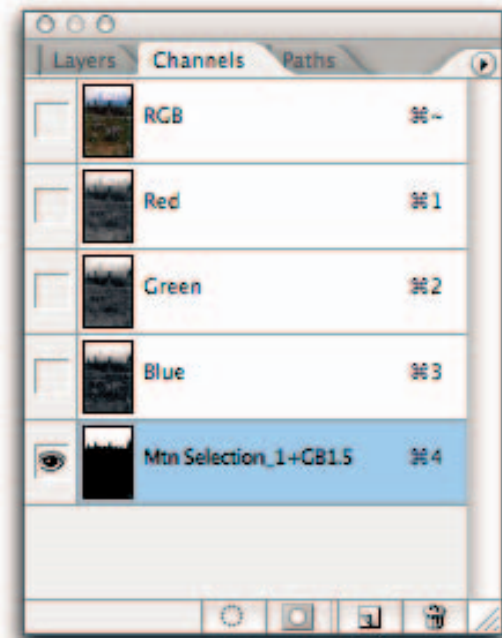 Layers Channels Paths
RGB ⌘~
Red ⌘1
Green ⌘2
Blue ⌘3
Mtn Selection_1+GB1.5 ⌘4